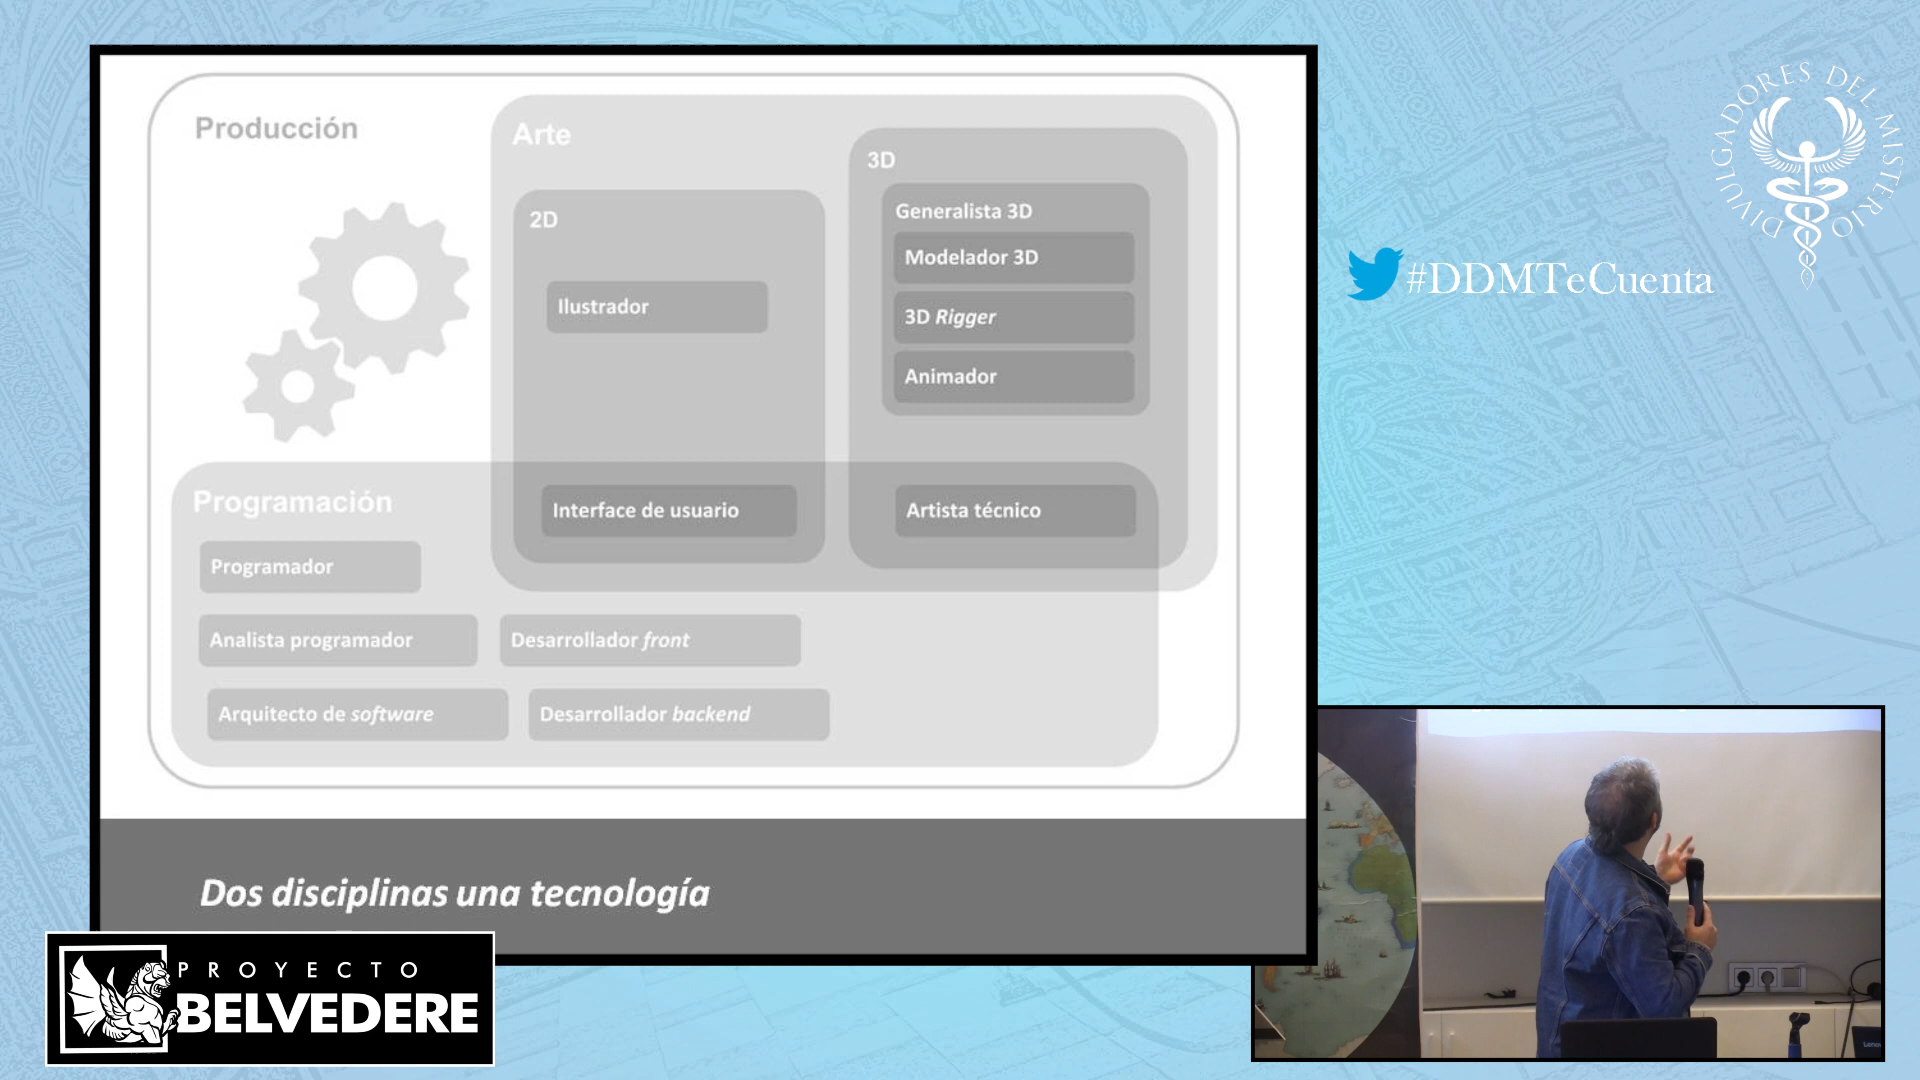 Producción
Arte
3D
2D
Generalista 3D
Modelador 3D
Ilustrador
3D Rigger
Animador
Programación
Interface de usuario
Artista técnico
Programador
Analista programador
Desarrollador front
Arquitecto de software
Desarrollador backend
Dos disciplinas una tecnología
PROYECTO
BELVEDERE
DIVULGADORES DEL MISTERIO
#DDMTeCuenta
Lenovo